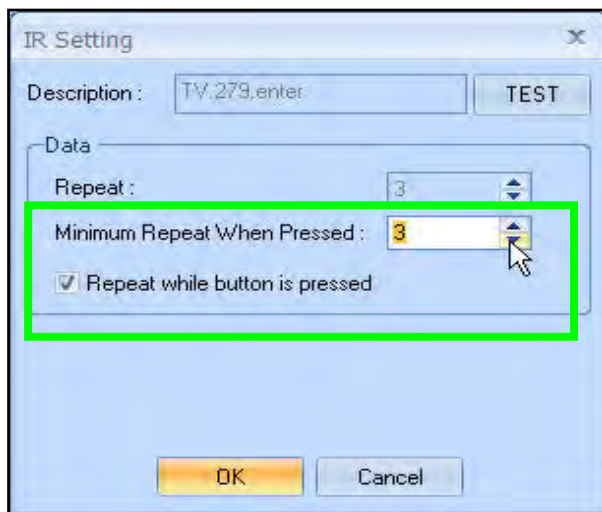 IR Setting
Description : TV.279.enter TEST
Data
Repeat : 3
Minimum Repeat When Pressed : 3
Repeat while button is pressed
OK Cancel